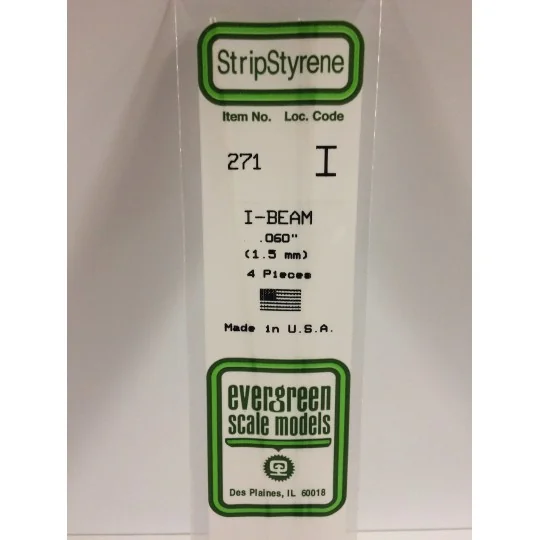 StripStyrene
Item No. Loc. Code
271 I
I-BEAM
.060"
(1.5 mm)
4 Pieces
Made in U.S.A.
evergreen
scale models
Des Plaines, IL 60018